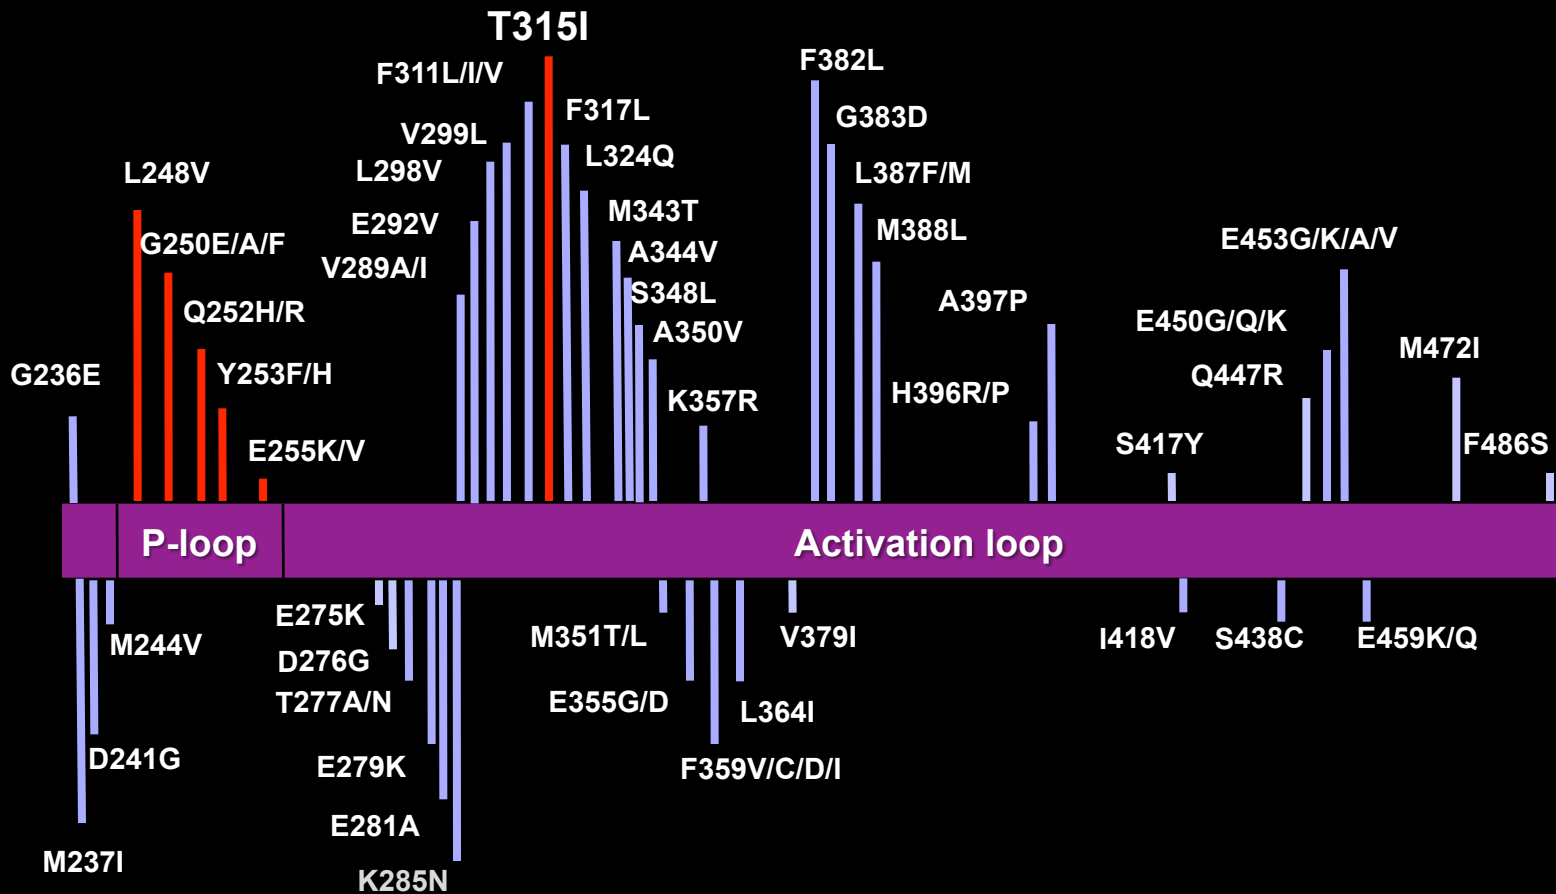 T315I
F311L/I/V
F382L
F317L
G383D
V299L
L324Q
L298V
L248V
L387F/M
M343T
E292V
M388L
G250E/A/F
A344V
E453G/K/A/V
V289A/I
S348L
A397P
Q252H/R
A350V
E450G/Q/K
M472I
G236E
Y253F/H
Q447R
K357R
H396R/P
E255K/V
S417Y
F486S
P-loop
Activation loop
E275K
M244V
M351T/L
V379I
I418V
S438C
E459K/Q
D276G
T277A/N
E355G/D
L364I
D241G
E279K
F359V/C/D/I
E281A
M237I
K285N